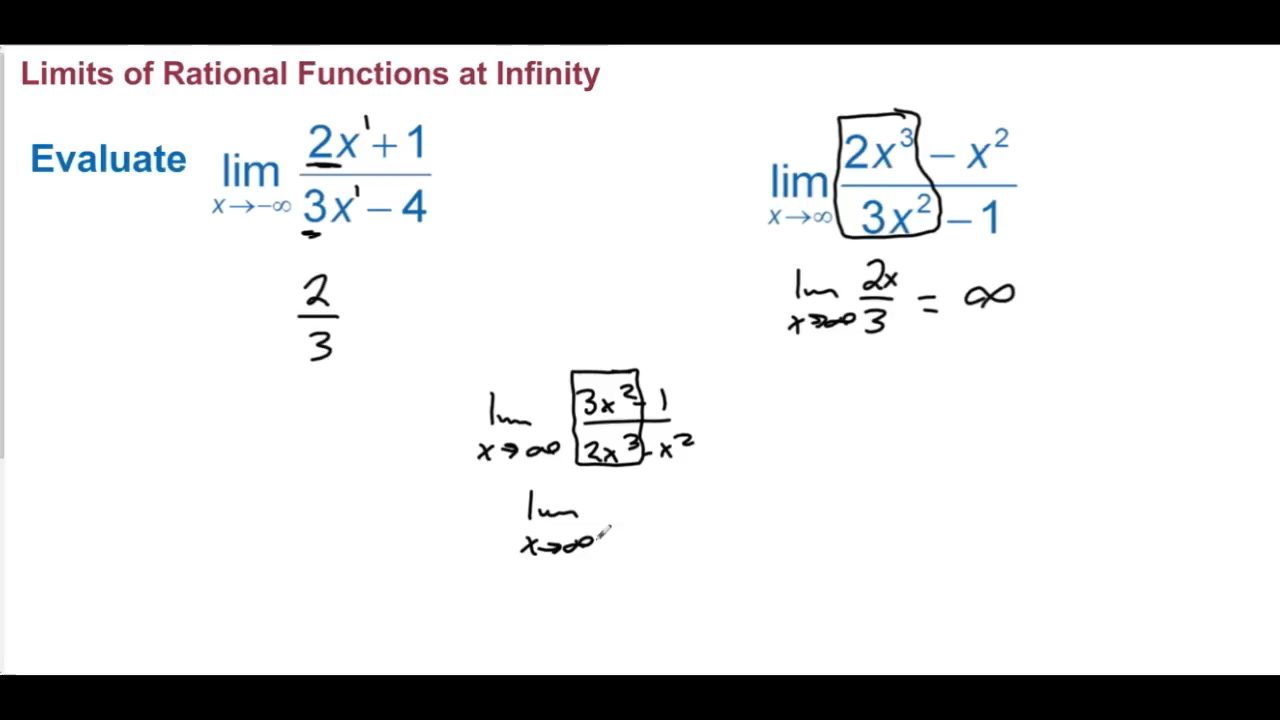 Limits of Rational Functions at Infinity
Evaluate lim x→−∞ (2x¹ + 1)/(3x¹ − 4)
2/3
lim x→∞ (2x³ − x²)/(3x² − 1)
lim x→∞ 2x/3 = ∞
lim x→∞ (3x² - 1)/(2x³ - x²)
lim x→∞